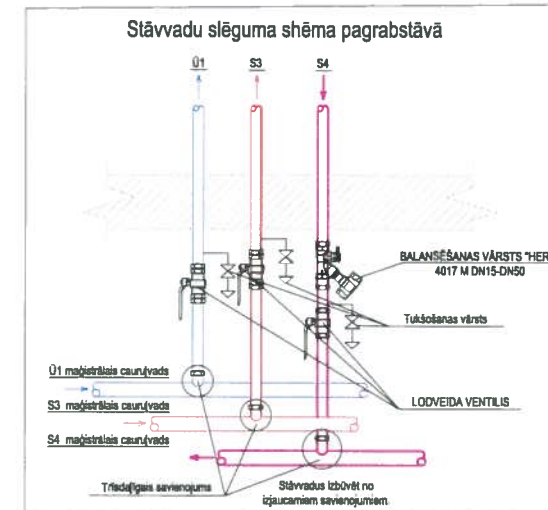 Stāvvadu slēguma shēma pagrabstāvā
Ū1
S3
S4
BALANSĒŠANAS VĀRSTS "HER
4017 M DN15-DN50
Tukšošanas vārsts
Ū1 maģistrālais cauruļvads
S3 maģistrālais cauruļvads
LODVEIDA VENTILIS
S4 maģistrālais cauruļvads
Trīsdaļīgais savienojums
Stāvvadus izbūvēt no
izjaucamiem savienojumiem